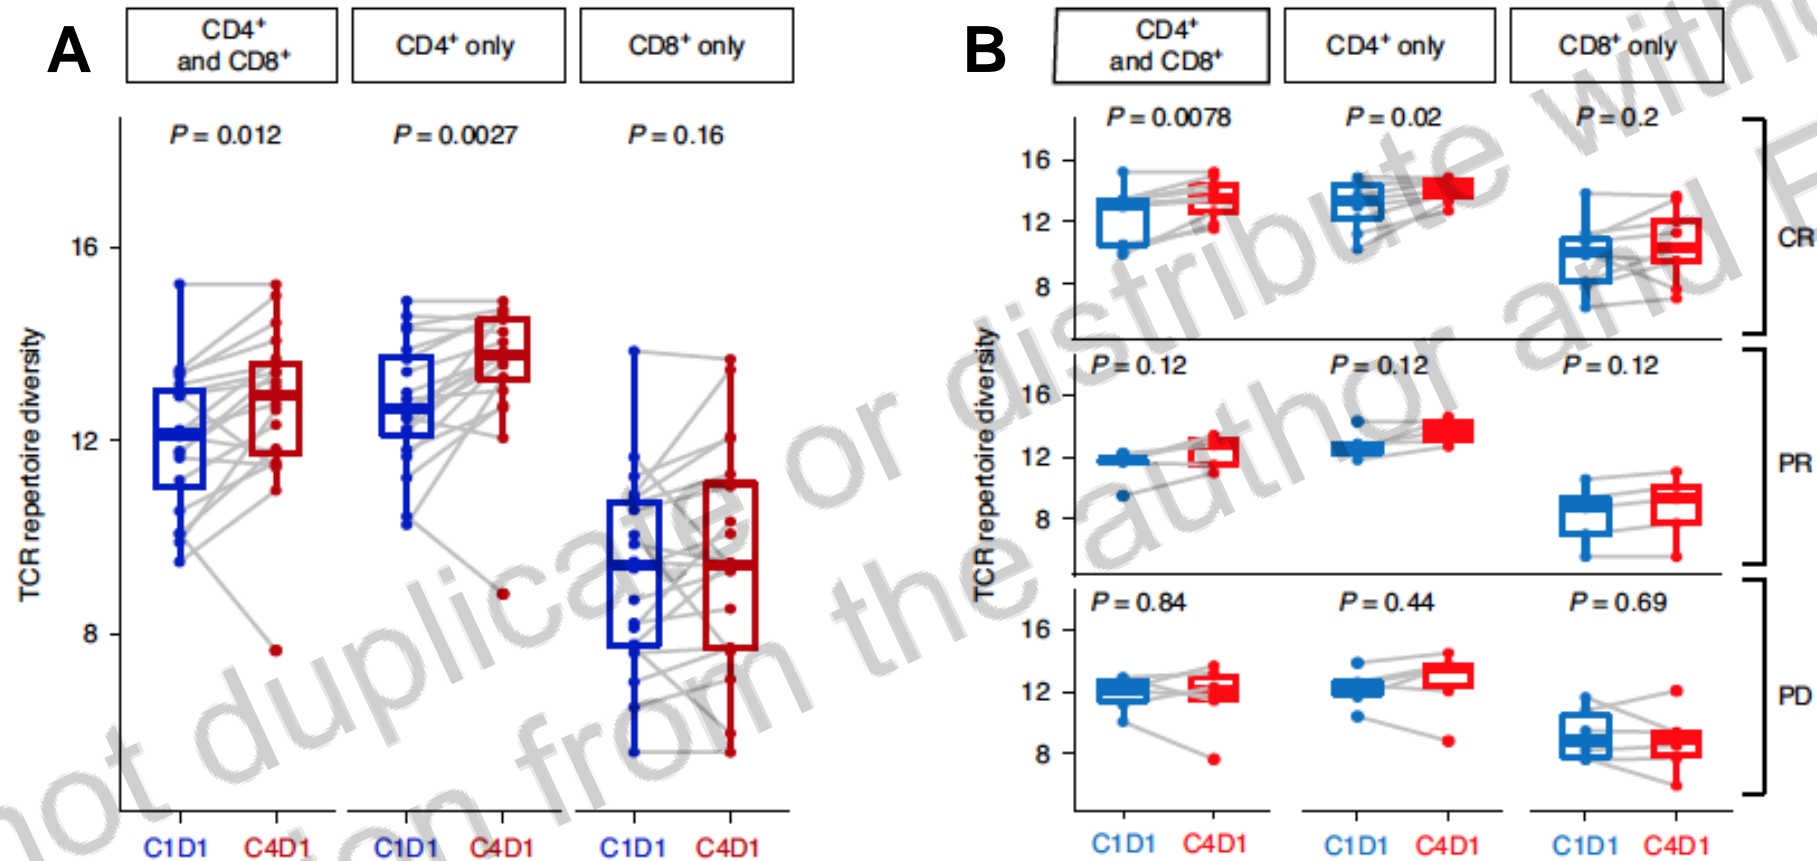 A
CD4⁺
and CD8⁺
CD4⁺ only
CD8⁺ only
P = 0.012
P = 0.0027
P = 0.16
TCR repertoire diversity
16
12
8
C1D1
C4D1
C1D1
C4D1
C1D1
C4D1
B
CD4⁺
and CD8⁺
CD4⁺ only
CD8⁺ only
TCR repertoire diversity
P = 0.0078
P = 0.02
P = 0.2
16
12
8
CR
P = 0.12
P = 0.12
P = 0.12
16
12
8
PR
P = 0.84
P = 0.44
P = 0.69
16
12
8
PD
C1D1
C4D1
C1D1
C4D1
C1D1
C4D1
not duplicate or distribute
from the author and